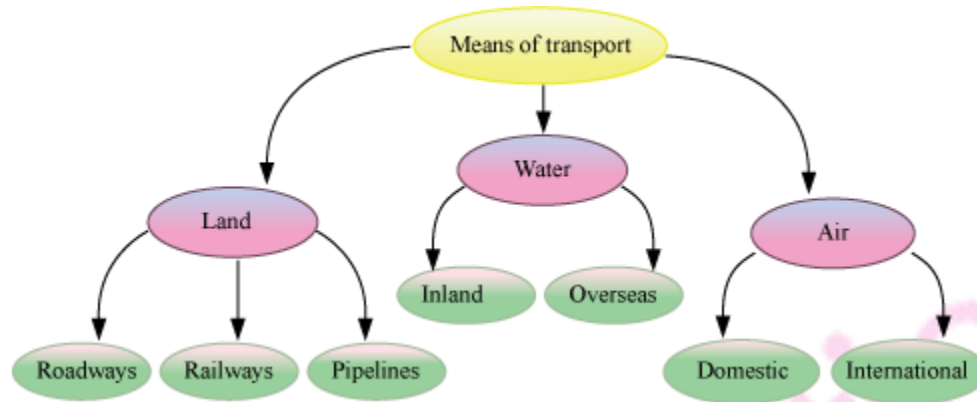 Means of transport
Water
Land
Air
Inland
Overseas
Roadways
Railways
Pipelines
Domestic
International